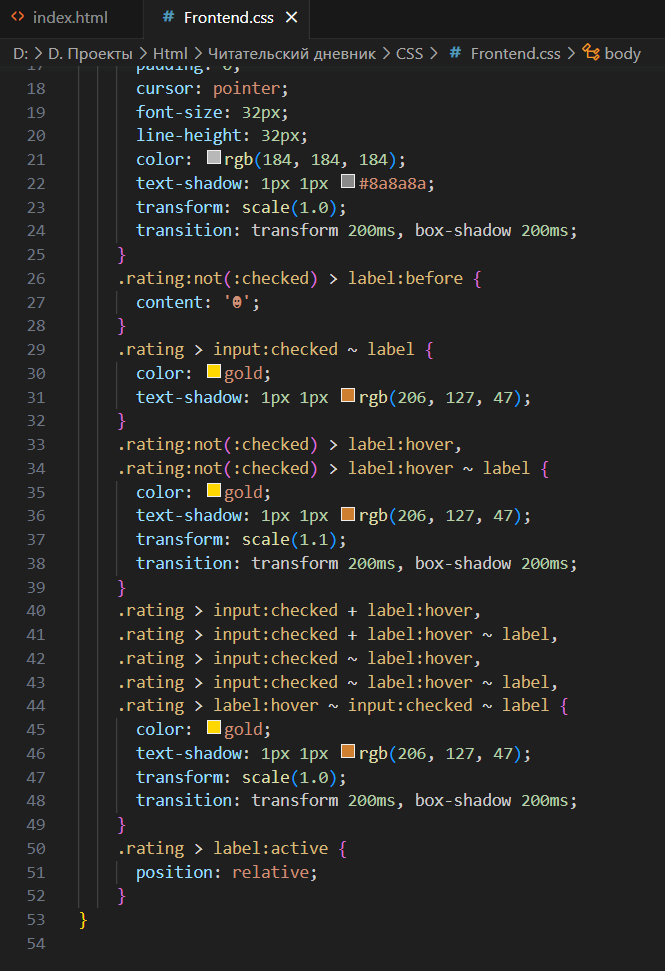 index.html
Frontend.css
D: > D. Проекты > Html > Читательский дневник > CSS > # Frontend.css > body
17 padding: 0;
18 cursor: pointer;
19 font-size: 32px;
20 line-height: 32px;
21 color: rgb(184, 184, 184);
22 text-shadow: 1px 1px #8a8a8a;
23 transform: scale(1.0);
24 transition: transform 200ms, box-shadow 200ms;
25 }
26 .rating:not(:checked) > label:before {
27 content: '';
28 }
29 .rating > input:checked ~ label {
30 color: gold;
31 text-shadow: 1px 1px rgb(206, 127, 47);
32 }
33 .rating:not(:checked) > label:hover,
34 .rating:not(:checked) > label:hover ~ label {
35 color: gold;
36 text-shadow: 1px 1px rgb(206, 127, 47);
37 transform: scale(1.1);
38 transition: transform 200ms, box-shadow 200ms;
39 }
40 .rating > input:checked + label:hover,
41 .rating > input:checked + label:hover ~ label,
42 .rating > input:checked ~ label:hover,
43 .rating > input:checked ~ label:hover ~ label,
44 .rating > label:hover ~ input:checked ~ label {
45 color: gold;
46 text-shadow: 1px 1px rgb(206, 127, 47);
47 transform: scale(1.0);
48 transition: transform 200ms, box-shadow 200ms;
49 }
50 .rating > label:active {
51 position: relative;
52 }
53 }
54